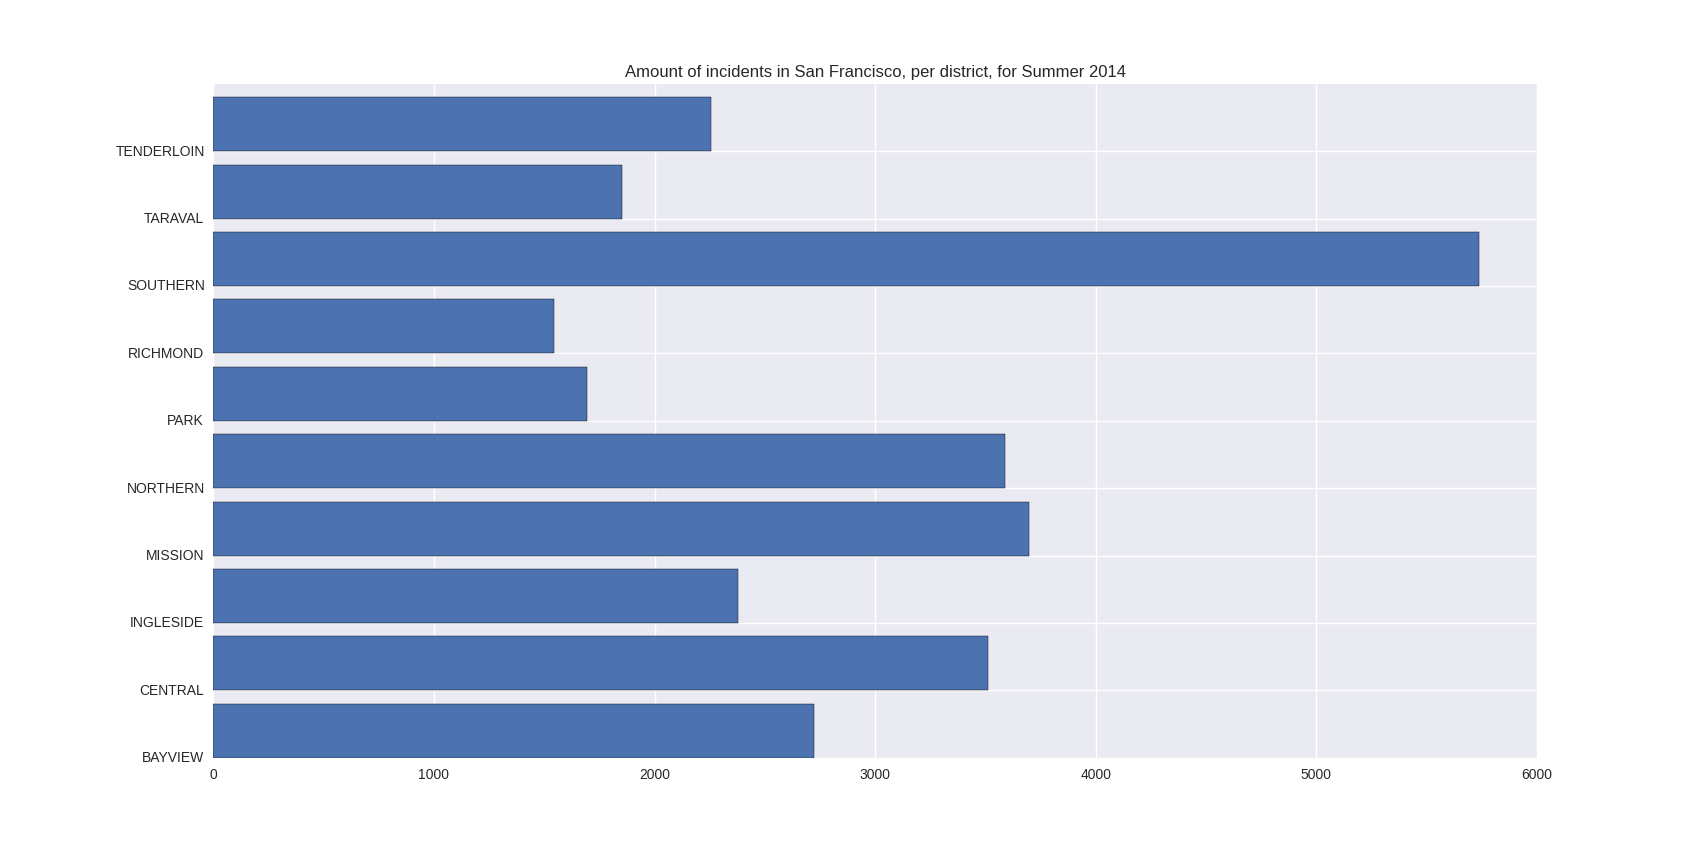 Amount of incidents in San Francisco, per district, for Summer 2014
TENDERLOIN
TARAVAL
SOUTHERN
RICHMOND
PARK
NORTHERN
MISSION
INGLESIDE
CENTRAL
BAYVIEW
0 1000 2000 3000 4000 5000 6000